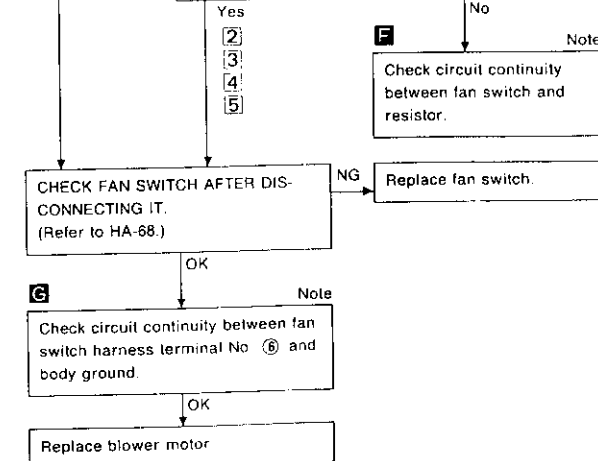 Yes
2
3
4
5
No
F
Note
Check circuit continuity
between fan switch and
resistor.
CHECK FAN SWITCH AFTER DIS-
CONNECTING IT.
(Refer to HA-68.)
NG
Replace fan switch.
OK
G
Note
Check circuit continuity between fan
switch harness terminal No ⑥ and
body ground.
OK
Replace blower motor